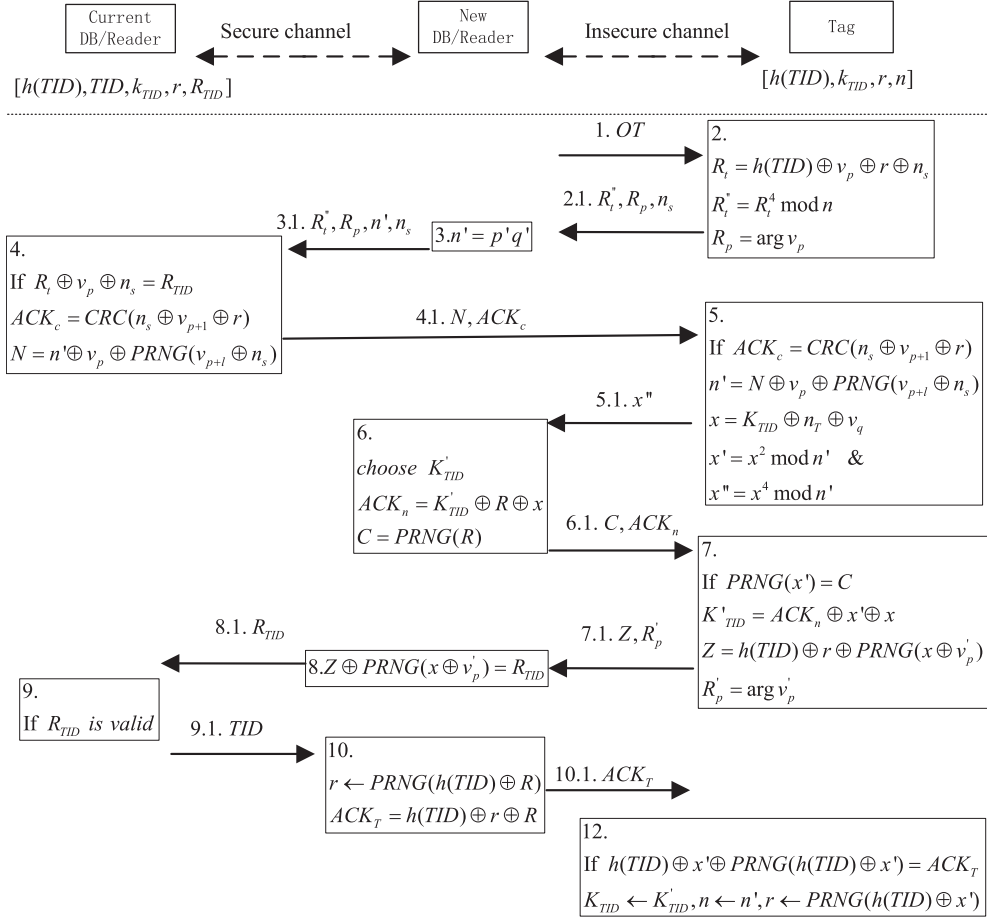 Current DB/Reader
Secure channel
New DB/Reader
Insecure channel
Tag
[h(TID), TID, k_TID, r, R_TID]
[h(TID), k_TID, r, n]
1. OT
2.
R_t = h(TID) ⊕ v_p ⊕ r ⊕ n_s
R_t'' = R_t^4 mod n
R_p = arg v_p
2.1. R_t'', R_p, n_s
3. n' = p'q'
3.1. R_t'', R_p, n', n_s
4.
If R_t ⊕ v_p ⊕ n_s = R_TID
ACK_c = CRC(n_s ⊕ v_{p+1} ⊕ r)
N = n' ⊕ v_p ⊕ PRNG(v_{p+l} ⊕ n_s)
4.1. N, ACK_c
5.
If ACK_c = CRC(n_s ⊕ v_{p+1} ⊕ r)
n' = N ⊕ v_p ⊕ PRNG(v_{p+l} ⊕ n_s)
x = K_TID ⊕ n_T ⊕ v_q
x' = x^2 mod n' &
x'' = x^4 mod n'
5.1. x''
6.
choose K'_TID
ACK_n = K'_TID ⊕ R ⊕ x
C = PRNG(R)
6.1. C, ACK_n
7.
If PRNG(x') = C
K'_TID = ACK_n ⊕ x' ⊕ x
Z = h(TID) ⊕ r ⊕ PRNG(x ⊕ v'_p)
R'_p = arg v'_p
7.1. Z, R'_p
8. Z ⊕ PRNG(x ⊕ v'_p) = R_TID
8.1. R_TID
9.
If R_TID is valid
9.1. TID
10.
r ← PRNG(h(TID) ⊕ R)
ACK_T = h(TID) ⊕ r ⊕ R
10.1. ACK_T
12.
If h(TID) ⊕ x' ⊕ PRNG(h(TID) ⊕ x') = ACK_T
K_TID ← K'_TID, n ← n', r ← PRNG(h(TID) ⊕ x')